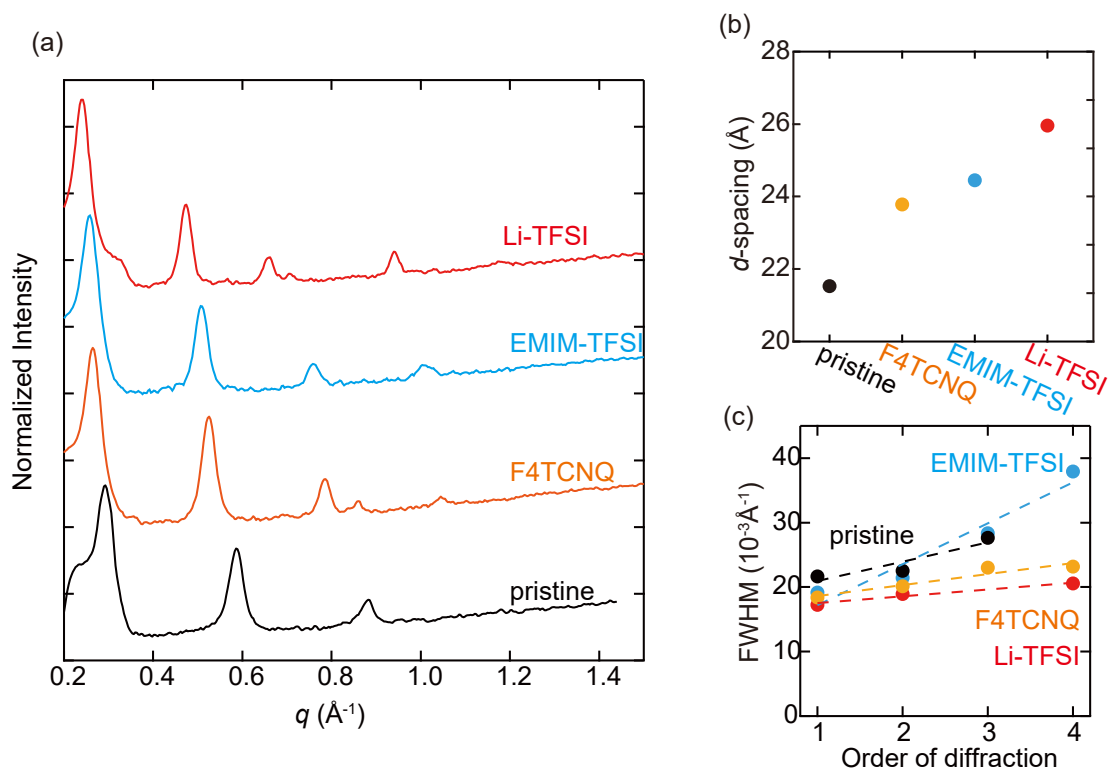 (a)
Normalized Intensity
Li-TFSI
EMIM-TFSI
F4TCNQ
pristine
0.2 0.4 0.6 0.8 1.0 1.2 1.4
q (Å⁻¹)
(b)
d-spacing (Å)
28
26
24
22
20
pristine F4TCNQ EMIM-TFSI Li-TFSI
(c)
FWHM (10⁻³Å⁻¹)
40
30
20
10
0
EMIM-TFSI
pristine
F4TCNQ
Li-TFSI
1 2 3 4
Order of diffraction